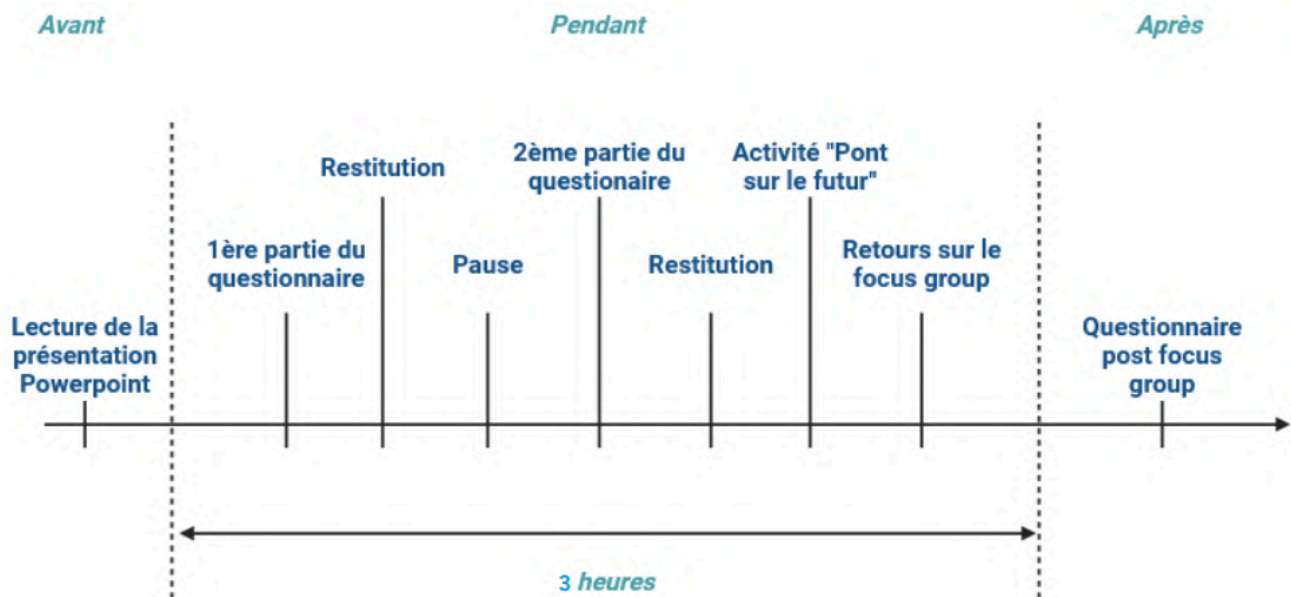 Avant
Pendant
Après
Restitution
2ème partie du
questionaire
Activité "Pont
sur le futur"
1ère partie du
questionnaire
Pause
Restitution
Retours sur le
focus group
Lecture de la
présentation
Powerpoint
Questionnaire
post focus
group
3 heures